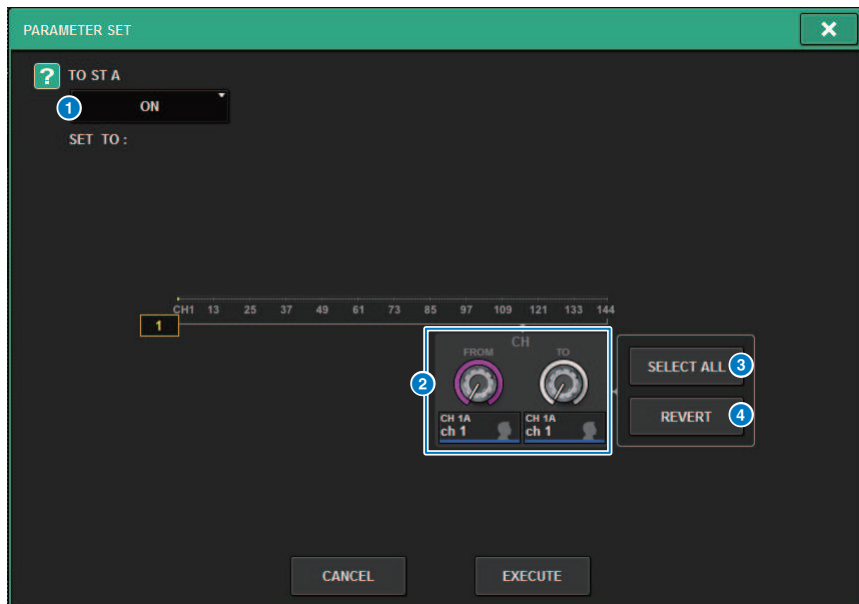 PARAMETER SET
×
? TO ST A
1 ON
SET TO :
CH1 13 25 37 49 61 73 85 97 109 121 133 144
1
CH
FROM TO
2
SELECT ALL 3
CH 1A CH 1A
ch 1 ch 1
REVERT 4
CANCEL EXECUTE